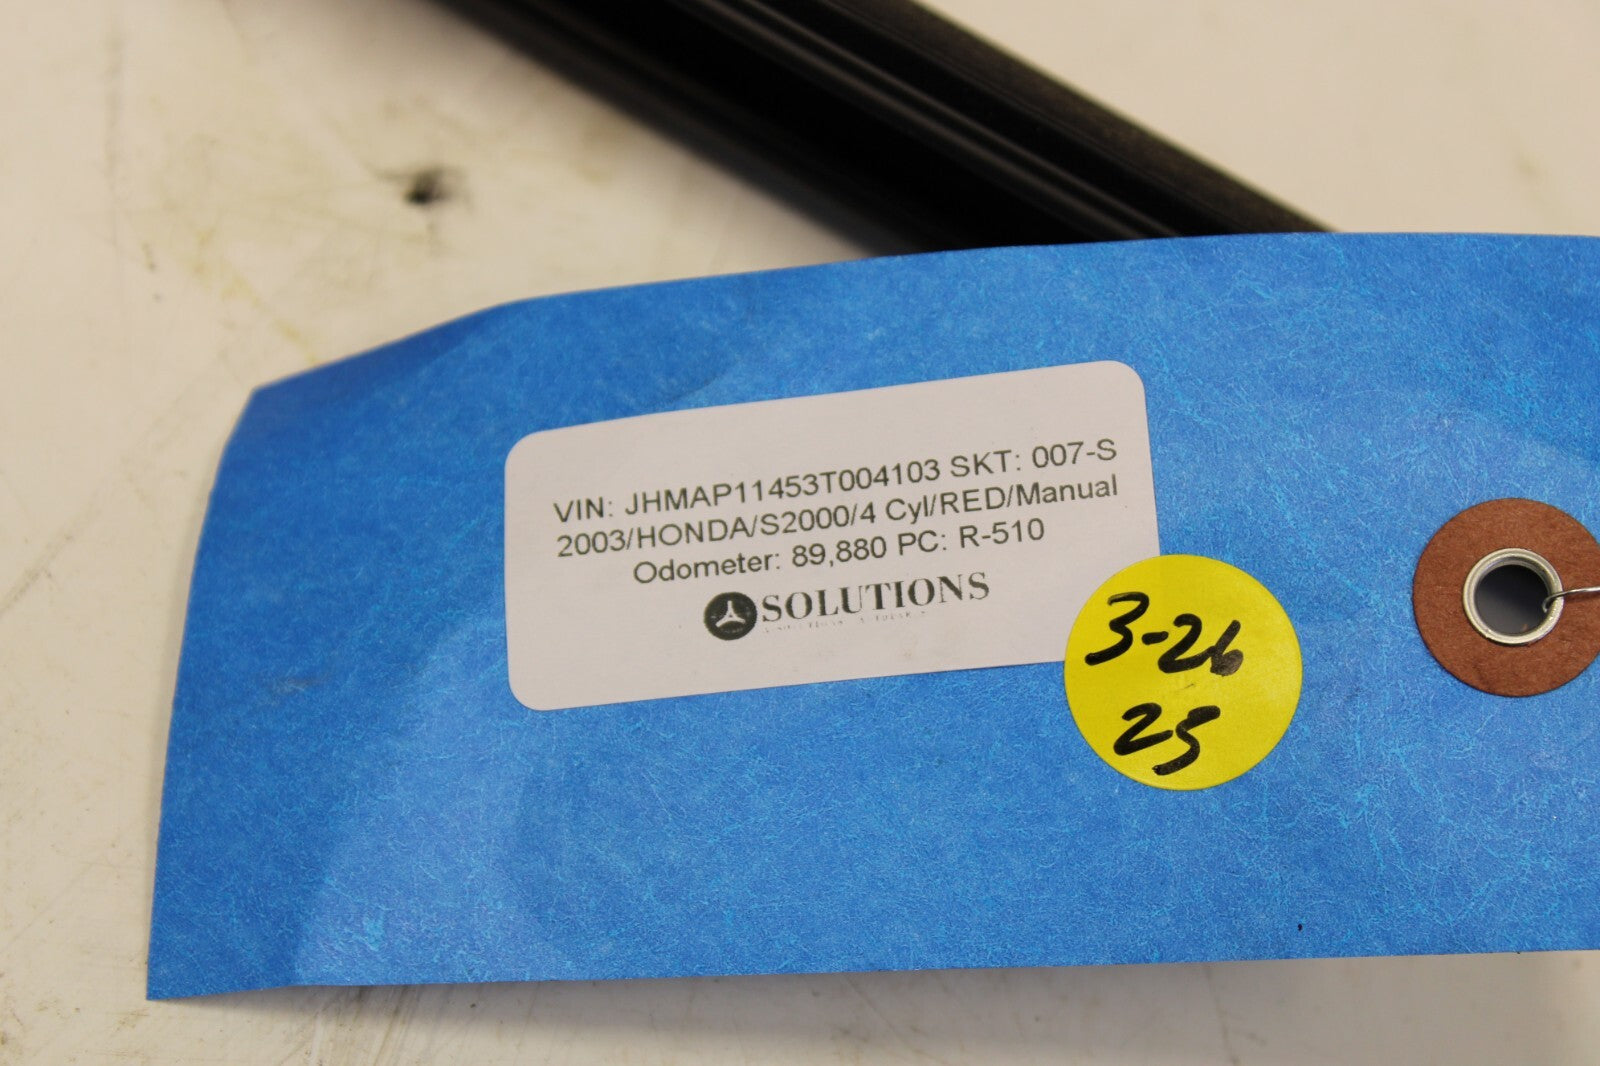 VIN: JHMAP11453T004103 SKT: 007-S
2003/HONDA/S2000/4 Cyl/RED/Manual
Odometer: 89,880 PC: R-510
SOLUTIONS
3-26
25